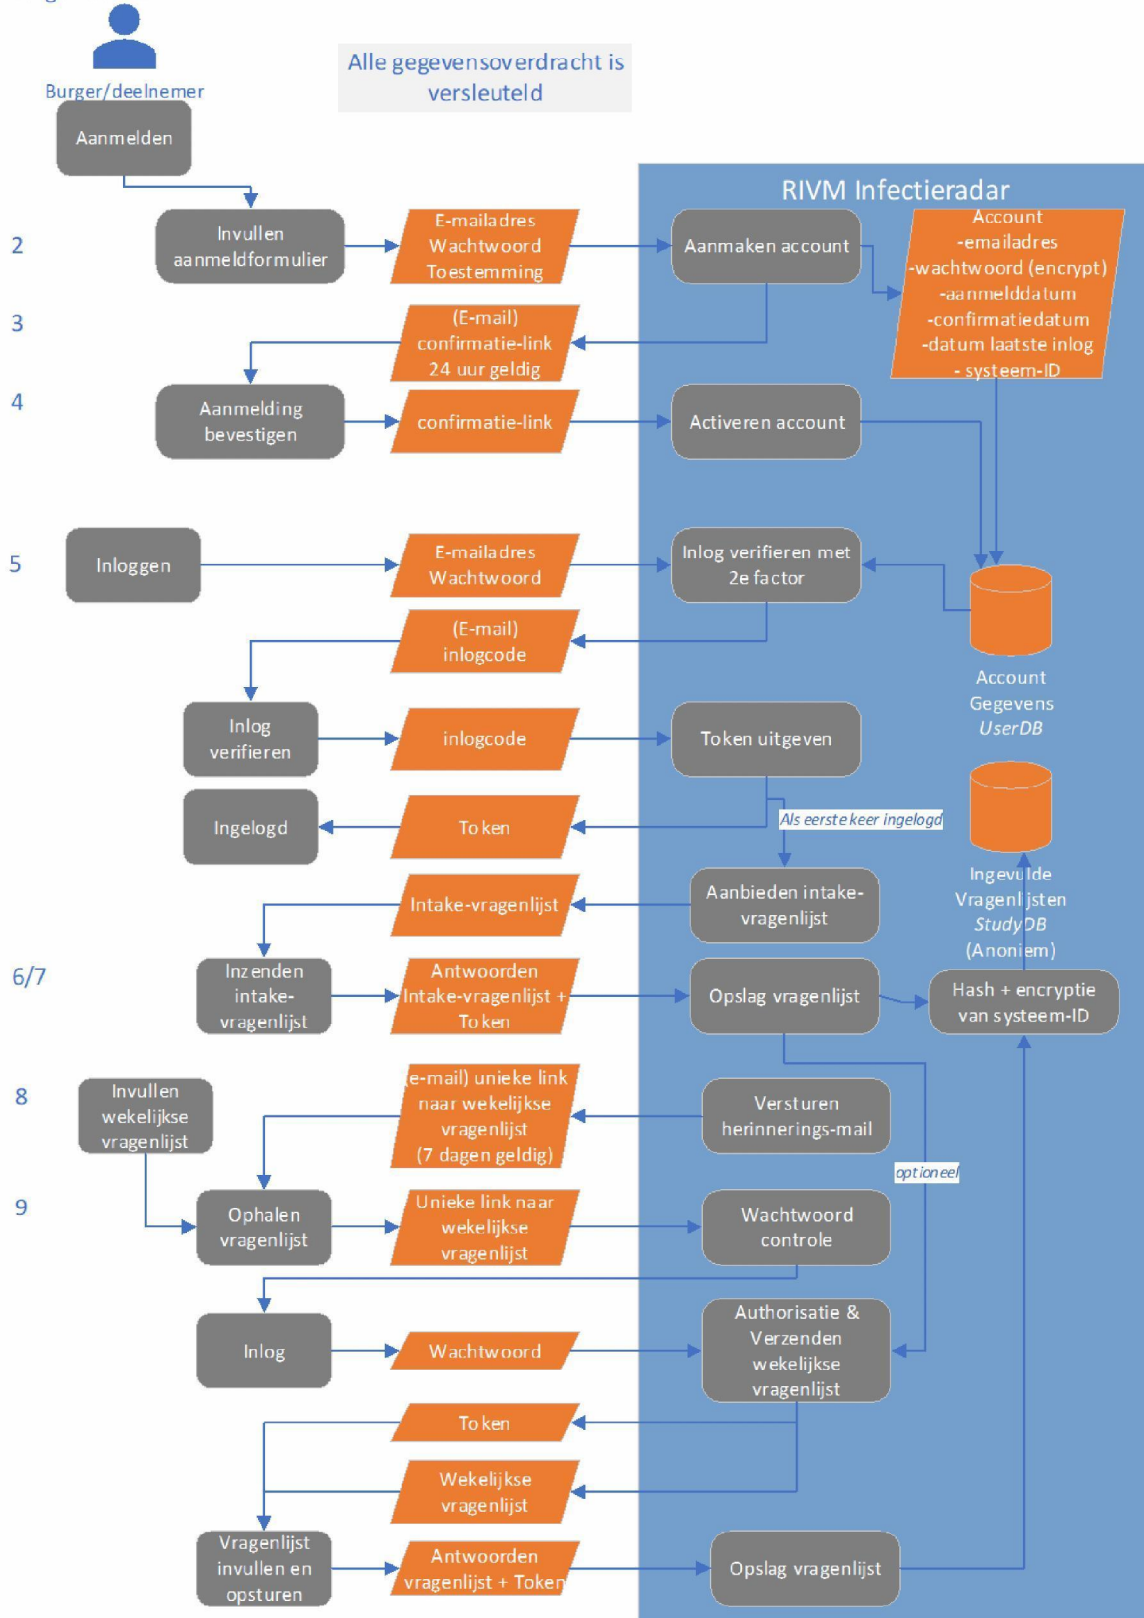 Burger/deelnemer
Alle gegevensoverdracht is
versleuteld
Aanmelden
RIVM Infectieradar
2
Invullen
aanmeldformulier
E-mailadres
Wachtwoord
Toestemming
Aanmaken account
Account
-emailadres
-wachtwoord (encrypt)
-aanmelddatum
-confirmatiedatum
-datum laatste inlog
- systeem-ID
3
(E-mail)
confirmatie-link
24 uur geldig
4
Aanmelding
bevestigen
confirmatie-link
Activeren account
5
Inloggen
E-mailadres
Wachtwoord
Inlog verifieren met
2e factor
(E-mail)
inlogcode
Account
Gegevens
UserDB
Inlog
verifieren
inlogcode
Token uitgeven
Ingelogd
Token
Als eerste keer ingelogd
Intake-vragenlijst
Aanbieden intake-
vragenlijst
Ingevulde
Vragenlijsten
StudyDB
(Anoniem)
6/7
Inzenden
intake-
vragenlijst
Antwoorden
Intake-vragenlijst +
Token
Opslag vragenlijst
Hash + encryptie
van systeem-ID
8
Invullen
wekelijkse
vragenlijst
(e-mail) unieke link
naar wekelijkse
vragenlijst
(7 dagen geldig)
Versturen
herinnerings-mail
optioneel
9
Ophalen
vragenlijst
Unieke link naar
wekelijkse
vragenlijst
Wachtwoord
controle
Inlog
Wachtwoord
Authorisatie &
Verzenden
wekelijkse
vragenlijst
Token
Wekelijkse
vragenlijst
Vragenlijst
invullen en
opsturen
Antwoorden
vragenlijst + Token
Opslag vragenlijst